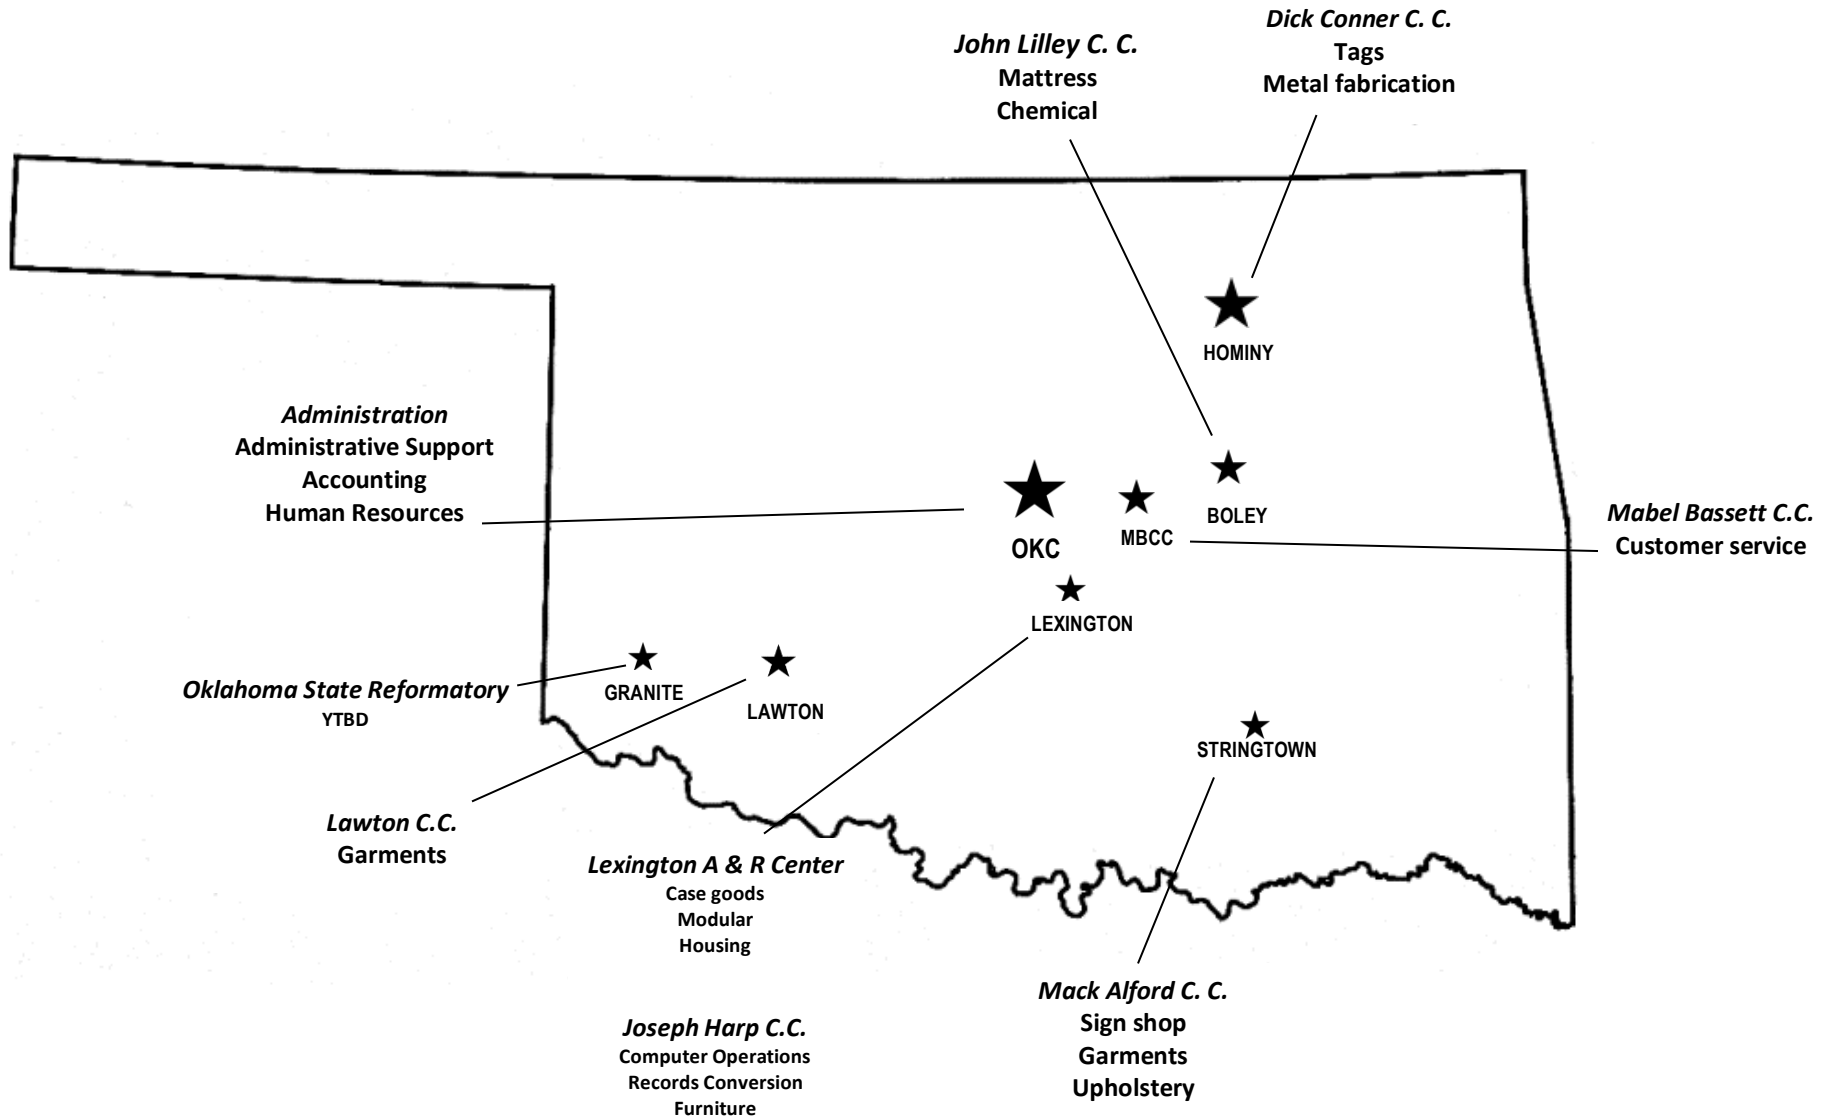 Dick Conner C. C.
Tags
Metal fabrication
John Lilley C. C.
Mattress
Chemical
HOMINY
Administration
Administrative Support
Accounting
Human Resources
OKC
MBCC
BOLEY
Mabel Bassett C.C.
Customer service
LEXINGTON
Oklahoma State Reformatory
YTBD
GRANITE
LAWTON
STRINGTOWN
Lawton C.C.
Garments
Lexington A & R Center
Case goods
Modular
Housing
Mack Alford C. C.
Sign shop
Garments
Upholstery
Joseph Harp C.C.
Computer Operations
Records Conversion
Furniture